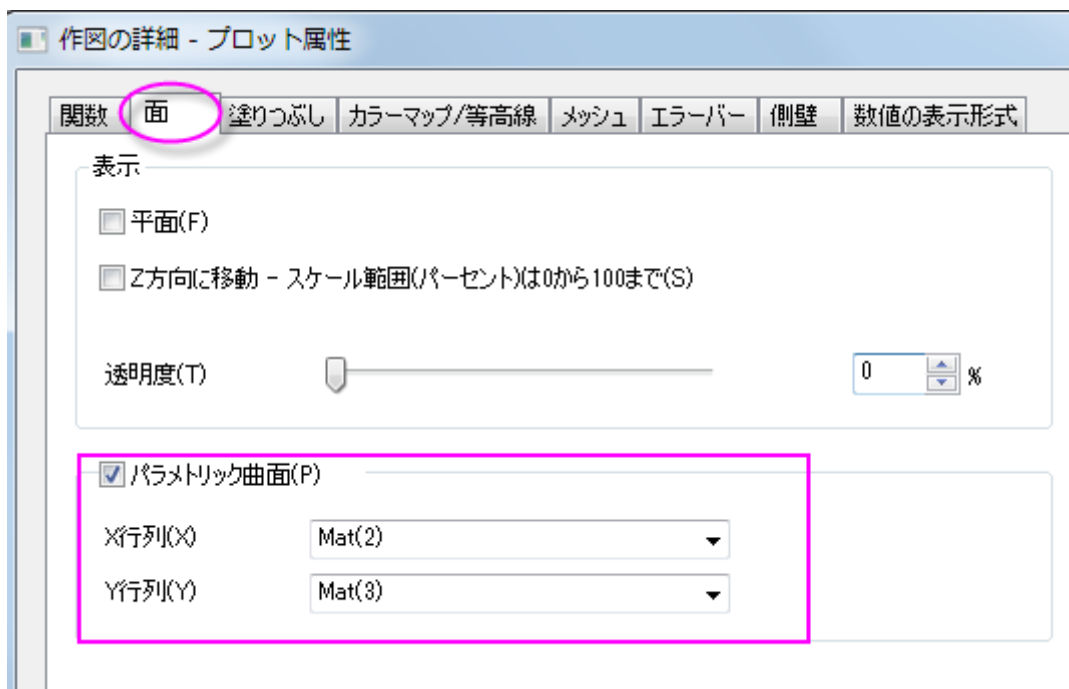 作図の詳細 - プロット属性
関数 面 塗りつぶし カラーマップ/等高線 メッシュ エラーバー 側壁 数値の表示形式
表示
平面(F)
Z方向に移動 - スケール範囲(パーセント)は0から100まで(S)
透明度(T) 0 %
パラメトリック曲面(P)
X行列(X) Mat(2)
Y行列(Y) Mat(3)